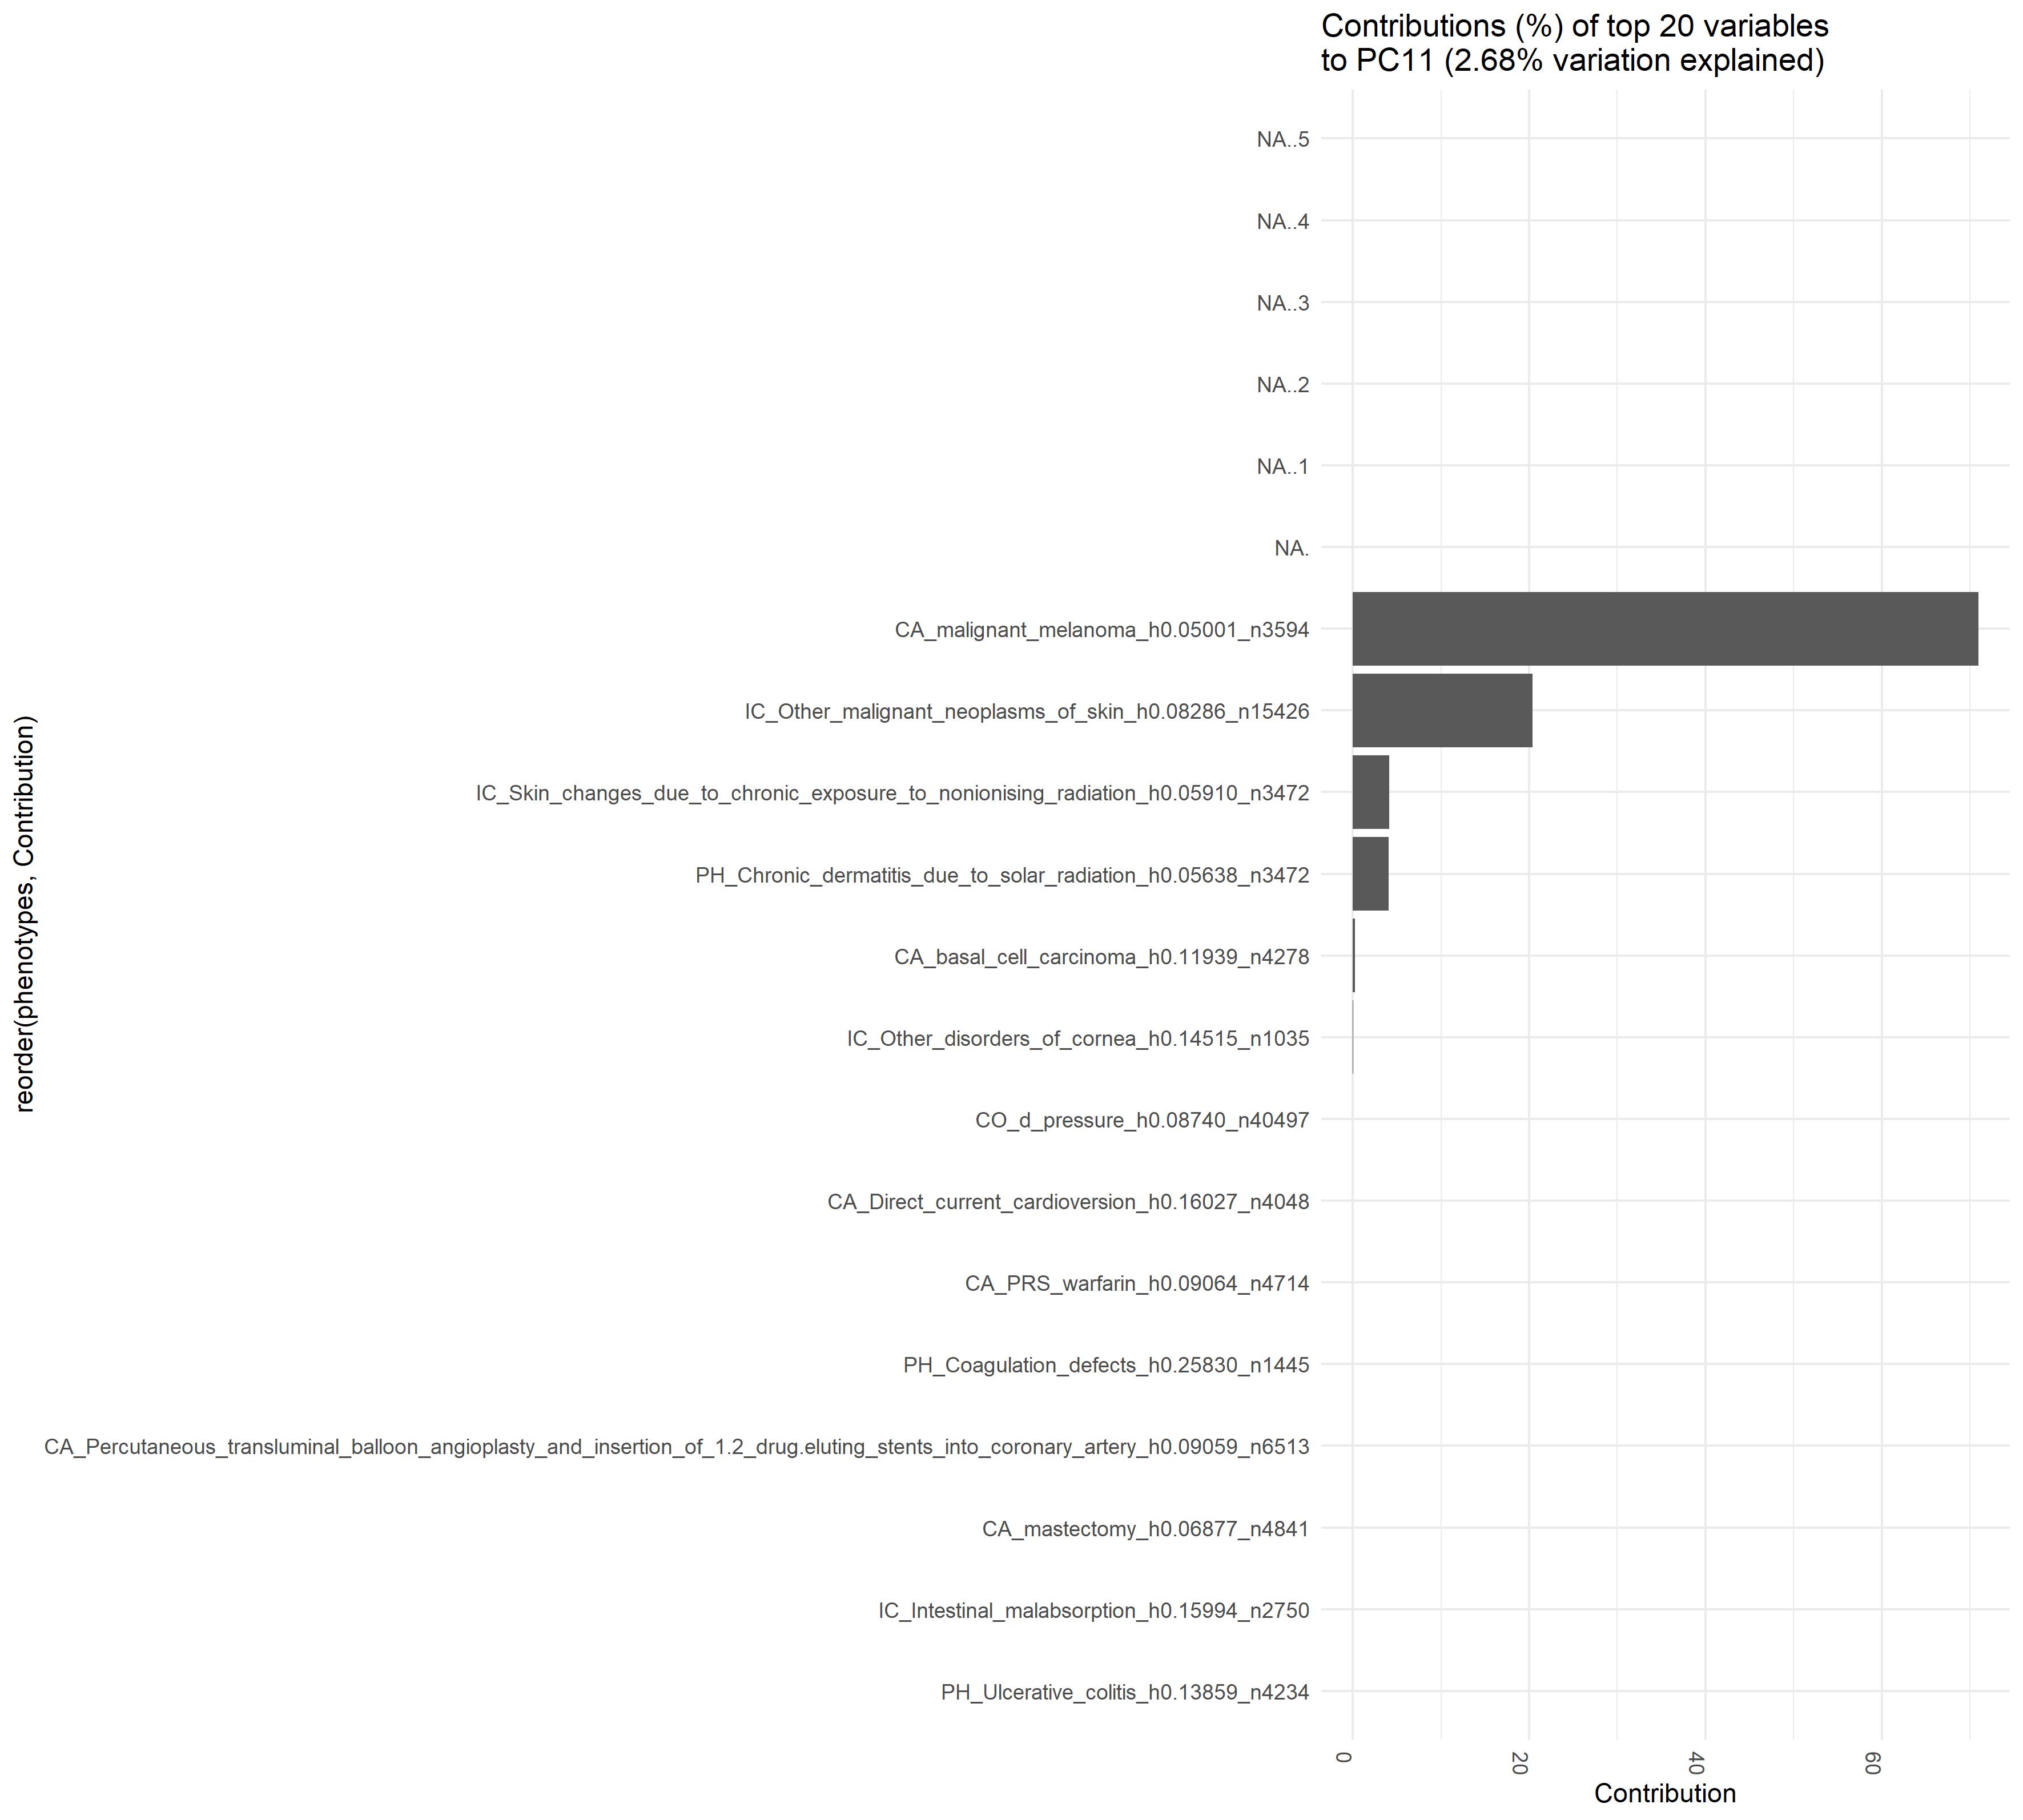 Contributions (%) of top 20 variables
to PC11 (2.68% variation explained)
NA..5
NA..4
NA..3
NA..2
NA..1
NA.
CA_malignant_melanoma_h0.05001_n3594
IC_Other_malignant_neoplasms_of_skin_h0.08286_n15426
IC_Skin_changes_due_to_chronic_exposure_to_nonionising_radiation_h0.05910_n3472
PH_Chronic_dermatitis_due_to_solar_radiation_h0.05638_n3472
CA_basal_cell_carcinoma_h0.11939_n4278
IC_Other_disorders_of_cornea_h0.14515_n1035
CO_d_pressure_h0.08740_n40497
CA_Direct_current_cardioversion_h0.16027_n4048
CA_PRS_warfarin_h0.09064_n4714
PH_Coagulation_defects_h0.25830_n1445
CA_Percutaneous_transluminal_balloon_angioplasty_and_insertion_of_1.2_drug.eluting_stents_into_coronary_artery_h0.09059_n6513
CA_mastectomy_h0.06877_n4841
IC_Intestinal_malabsorption_h0.15994_n2750
PH_Ulcerative_colitis_h0.13859_n4234
reorder(phenotypes, Contribution)
0
20
40
60
Contribution